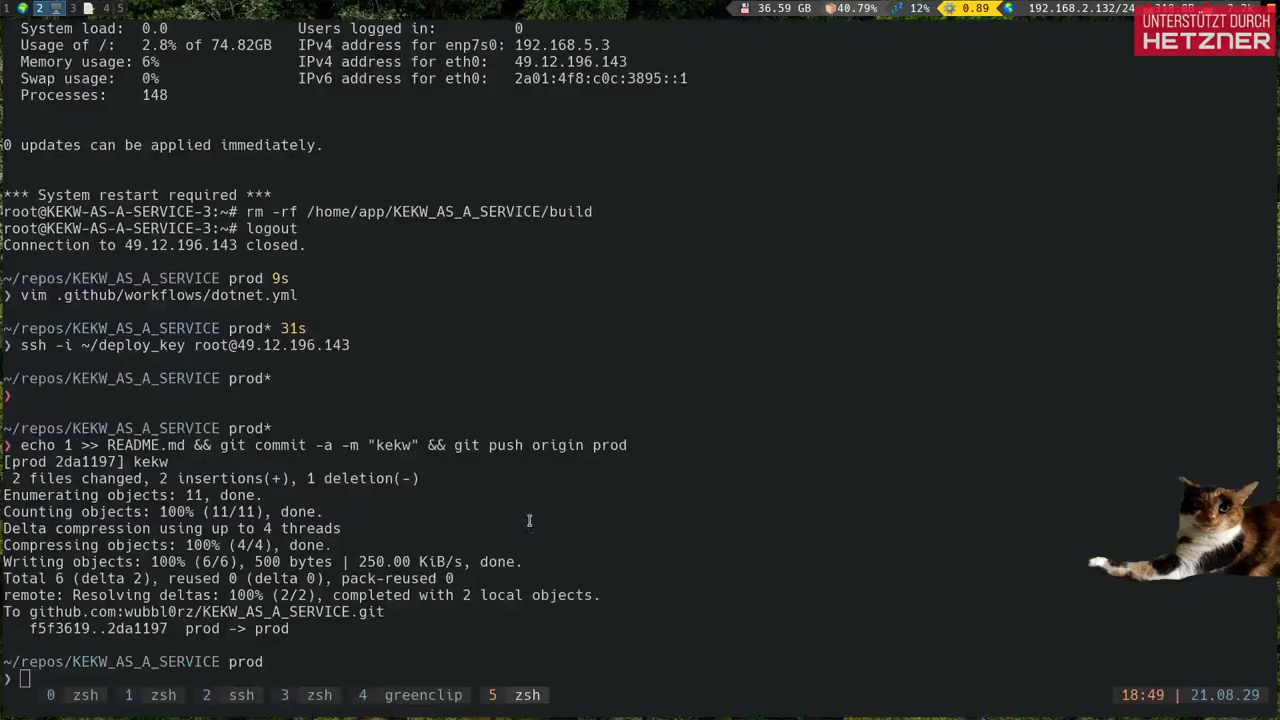 1 2 3 4 5 36.59 GB 40.79% 12% 0.89 192.168.2.132/24
UNTERSTÜTZT DURCH
HETZNER
System load: 0.0 Users logged in: 0
Usage of /: 2.8% of 74.82GB IPv4 address for enp7s0: 192.168.5.3
Memory usage: 6% IPv4 address for eth0: 49.12.196.143
Swap usage: 0% IPv6 address for eth0: 2a01:4f8:c0c:3895::1
Processes: 148
0 updates can be applied immediately.
*** System restart required ***
root@KEKW-AS-A-SERVICE-3:~# rm -rf /home/app/KEKW_AS_A_SERVICE/build
root@KEKW-AS-A-SERVICE-3:~# logout
Connection to 49.12.196.143 closed.
~/repos/KEKW_AS_A_SERVICE prod 9s
❯ vim .github/workflows/dotnet.yml
~/repos/KEKW_AS_A_SERVICE prod* 31s
❯ ssh -i ~/deploy_key root@49.12.196.143
~/repos/KEKW_AS_A_SERVICE prod*
❯
~/repos/KEKW_AS_A_SERVICE prod*
❯ echo 1 >> README.md && git commit -a -m "kekw" && git push origin prod
[prod 2da1197] kekw
2 files changed, 2 insertions(+), 1 deletion(-)
Enumerating objects: 11, done.
Counting objects: 100% (11/11), done.
Delta compression using up to 4 threads
Compressing objects: 100% (4/4), done.
Writing objects: 100% (6/6), 500 bytes | 250.00 KiB/s, done.
Total 6 (delta 2), reused 0 (delta 0), pack-reused 0
remote: Resolving deltas: 100% (2/2), completed with 2 local objects.
To github.com:wubbl0rz/KEKW_AS_A_SERVICE.git
f5f3619..2da1197 prod -> prod
~/repos/KEKW_AS_A_SERVICE prod
❯
0 zsh 1 zsh 2 ssh 3 zsh 4 greenclip 5 zsh 18:49 | 21.08.29